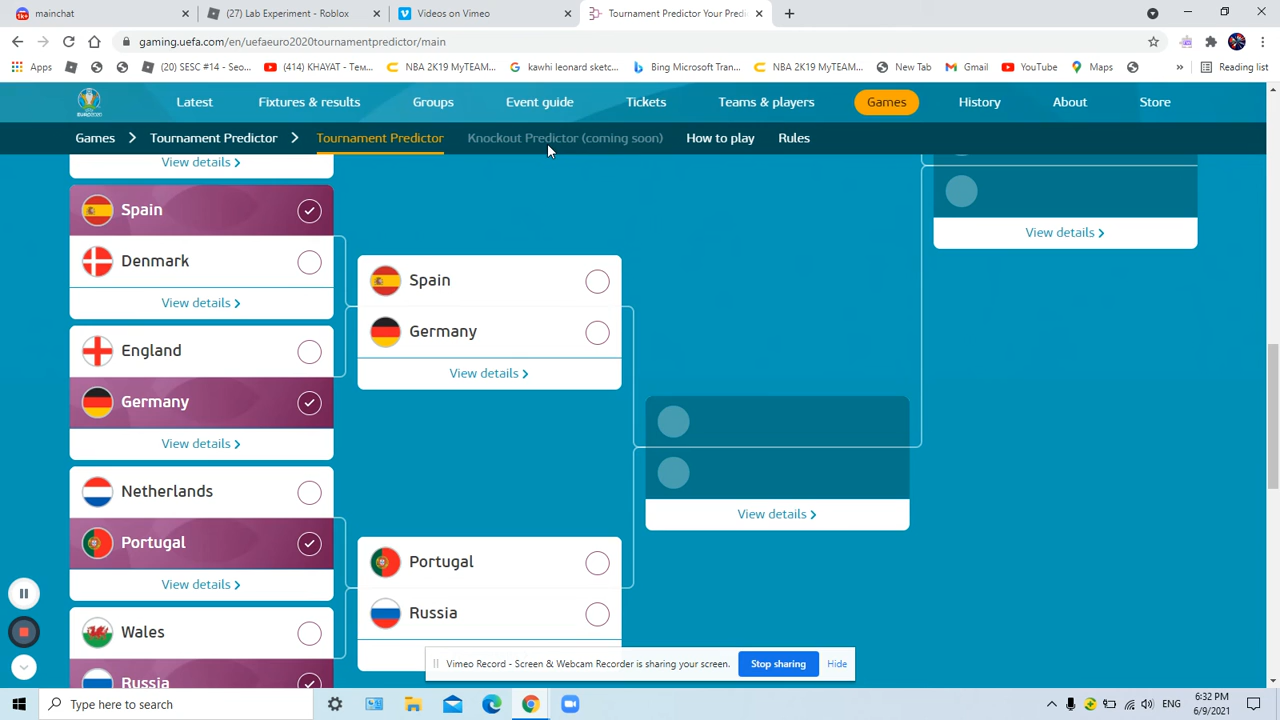 1k+ mainchat
(27) Lab Experiment - Roblox
Videos on Vimeo
Tournament Predictor Your Predi
gaming.uefa.com/en/uefaeuro2020tournamentpredictor/main
Apps
(20) SESC #14 - Seo...
(414) KHAYAT - Tem...
NBA 2K19 MyTEAM...
kawhi leonard sketc...
Bing Microsoft Tran...
NBA 2K19 MyTEAM...
New Tab
Gmail
YouTube
Maps
»
Reading list
Latest
Fixtures & results
Groups
Event guide
Tickets
Teams & players
Games
History
About
Store
Games
Tournament Predictor
Tournament Predictor
Knockout Predictor (coming soon)
How to play
Rules
View details
Spain
Denmark
View details
England
Germany
View details
Netherlands
Portugal
View details
Wales
Russia
Spain
Germany
View details
Portugal
Russia
View details
View details
Vimeo Record - Screen & Webcam Recorder is sharing your screen.
Stop sharing
Hide
Type here to search
ENG
6:32 PM
6/9/2021